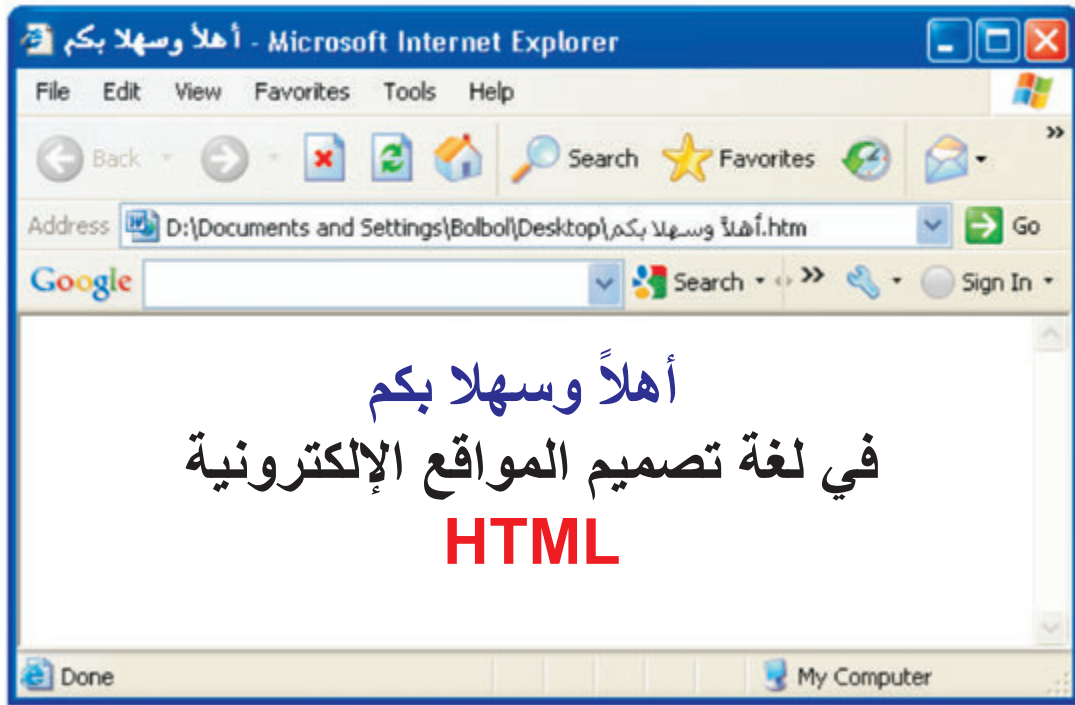 أهلاً وسهلا بكم - Microsoft Internet Explorer
File Edit View Favorites Tools Help
Back Search Favorites »
Address D:\Documents and Settings\Bolbol\Desktop\أهلاً وسهلا بكم.htm Go
Google Search » Sign In
أهلاً وسهلا بكم
في لغة تصميم المواقع الإلكترونية
HTML
Done My Computer